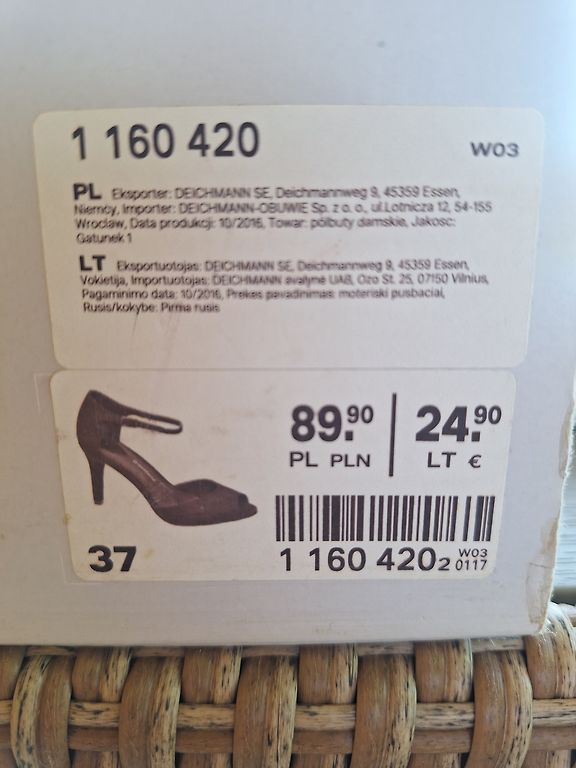 1 160 420
W03
PL Eksporter: DEICHMANN SE, Deichmannweg 9, 45359 Essen,
Niemcy, Importer: DEICHMANN-OBUWIE Sp. z o. o., ul.Lotnicza 12, 54-155
Wrocław, Data produkcji: 10/2016, Towar: półbuty damskie, Jakosc:
Gatunek 1
LT Eksportuotojas: DEICHMANN SE, Deichmannweg 9, 45359 Essen,
Vokietija, Importuotojas: DEICHMANN avalynė UAB, Ozo St. 25, 07150 Vilnius,
Pagaminimo data: 10/2016, Prekes pavadinimas: moteriski pusbaciai,
Rusis/kokybe: Pirma rusis
89.90 24.90
PL PLN LT €
37
1 160 420 2 W03 0117